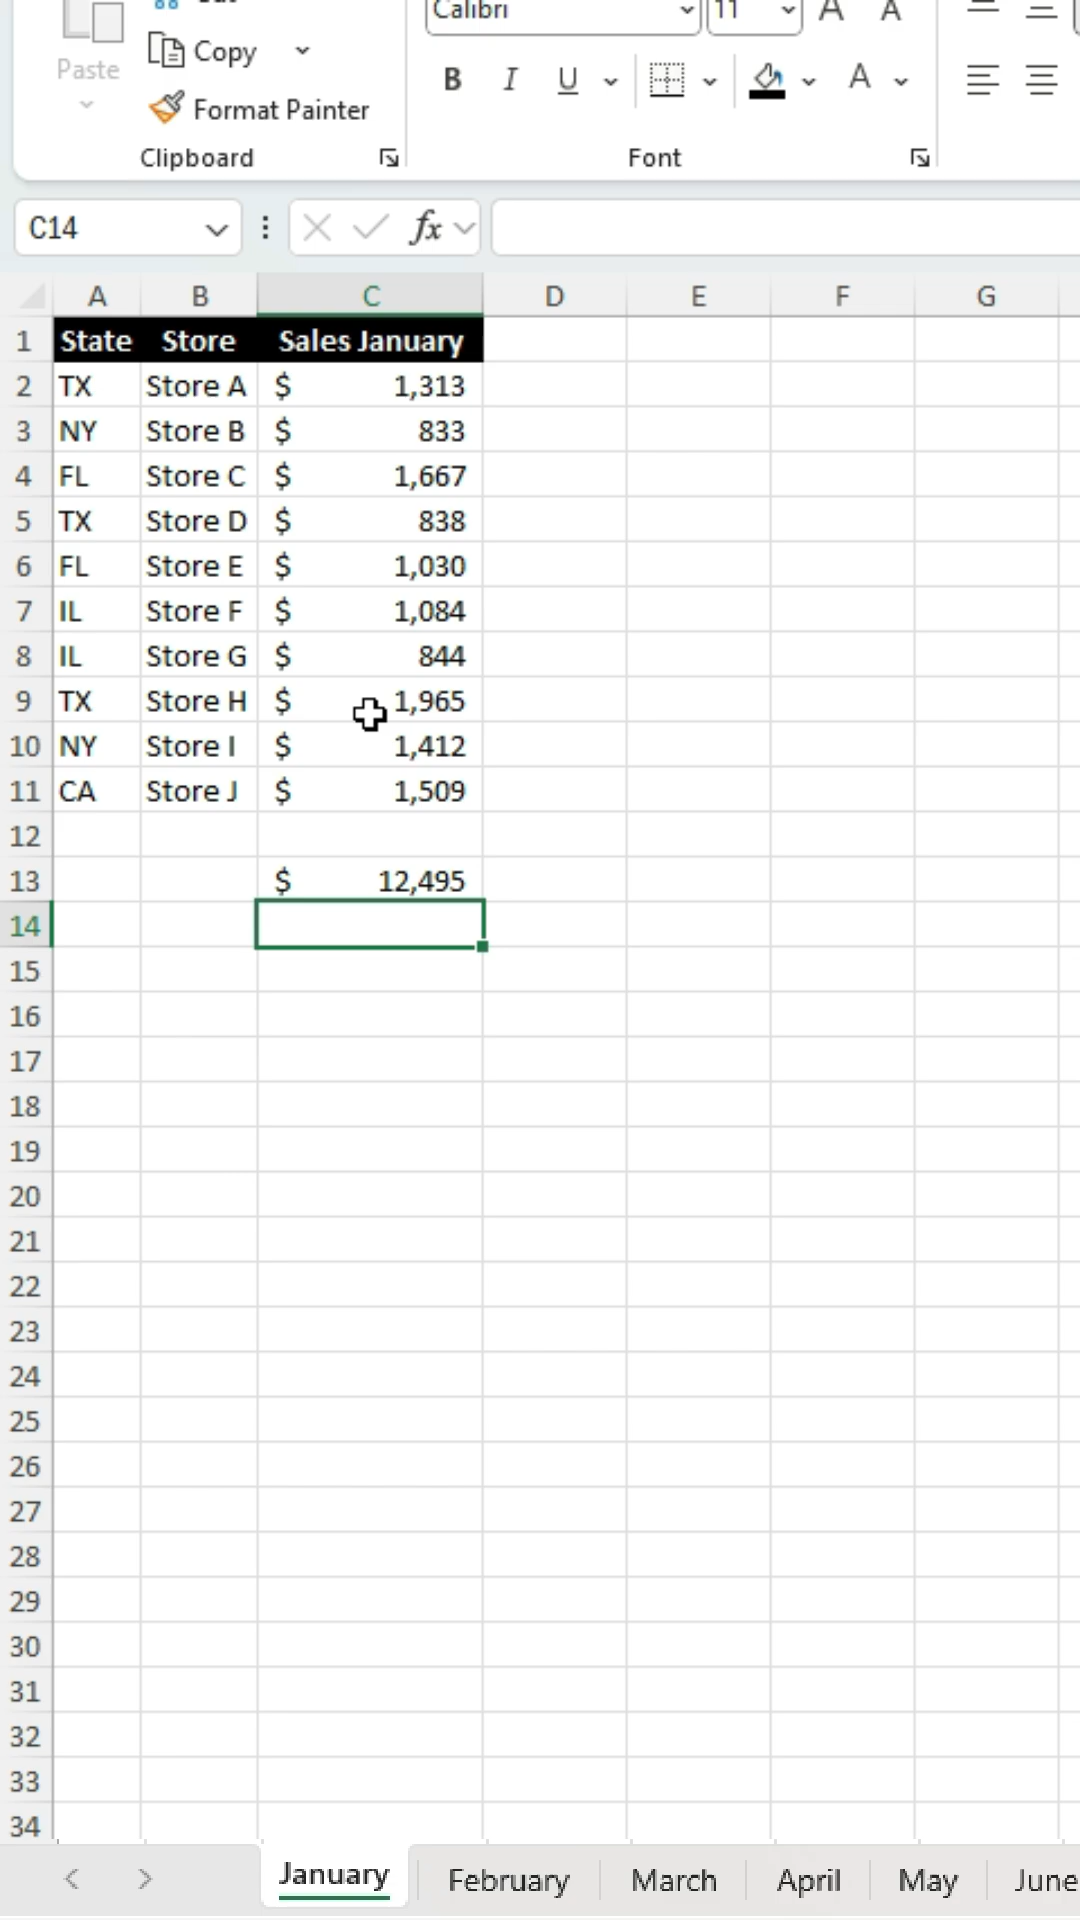 Calibri 11 A A
Paste
Copy
Format Painter
B I U A
Clipboard Font
C14 fx
A B C D E F G
1 State Store Sales January
2 TX Store A $ 1,313
3 NY Store B $ 833
4 FL Store C $ 1,667
5 TX Store D $ 838
6 FL Store E $ 1,030
7 IL Store F $ 1,084
8 IL Store G $ 844
9 TX Store H $ 1,965
10 NY Store I $ 1,412
11 CA Store J $ 1,509
12
13 $ 12,495
14
15
16
17
18
19
20
21
22
23
24
25
26
27
28
29
30
31
32
33
34
January February March April May June